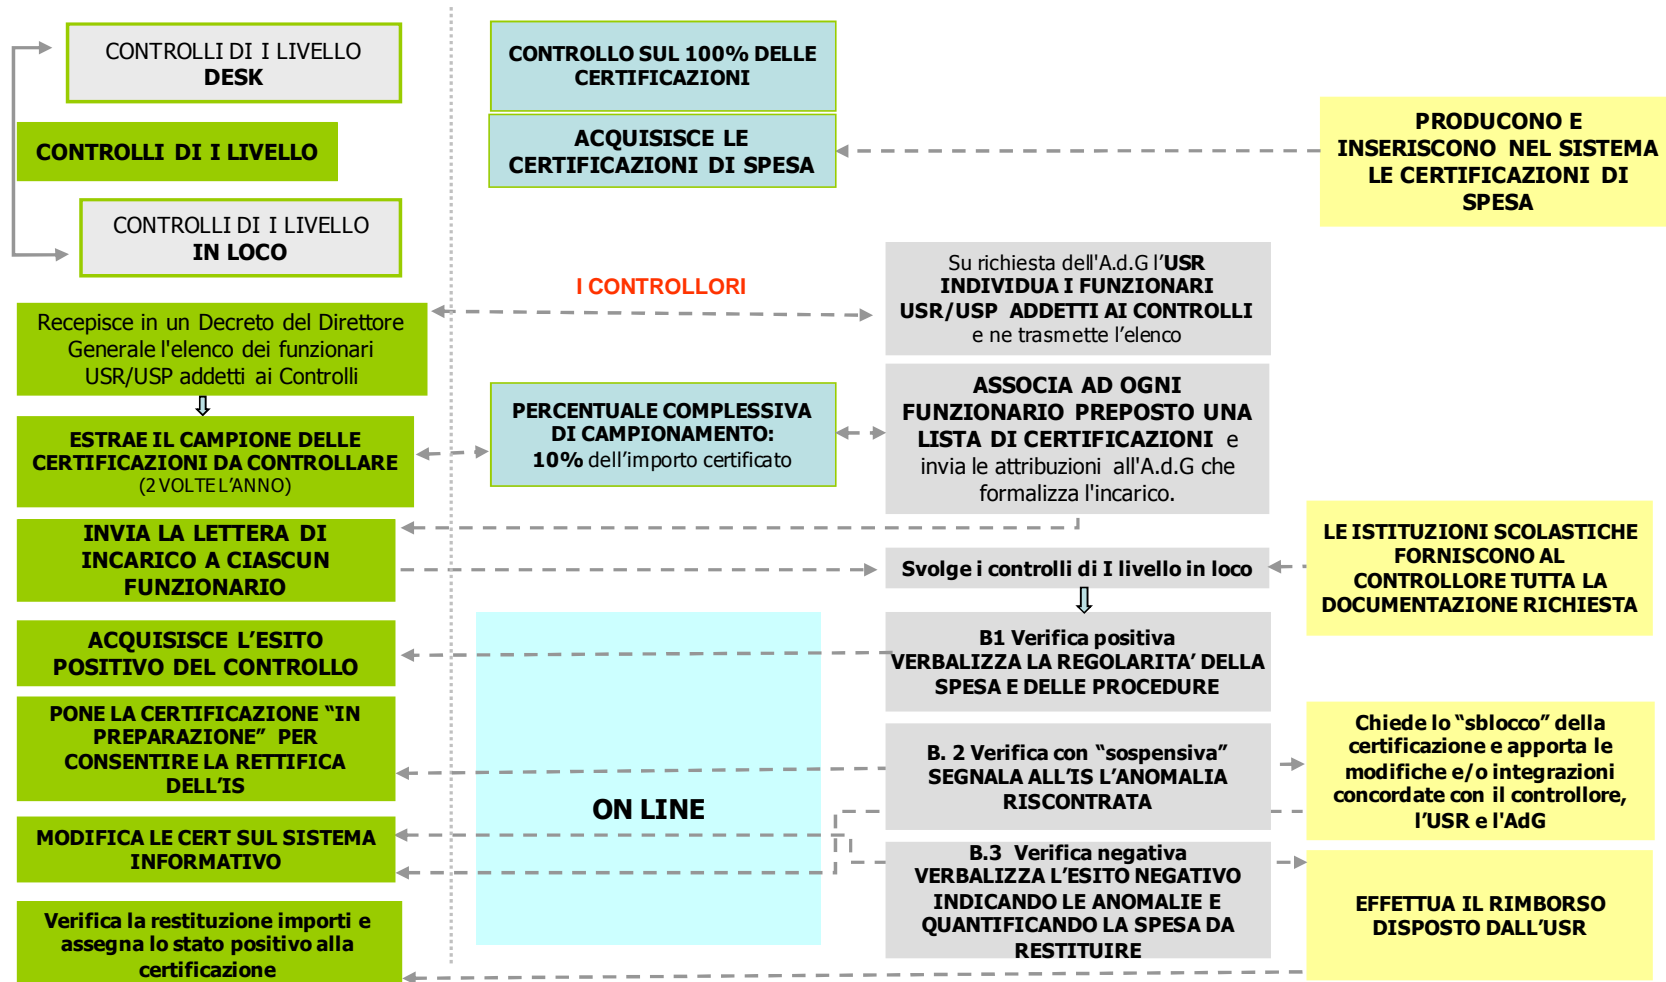 CONTROLLI DI I LIVELLO
DESK
CONTROLLI DI I LIVELLO
CONTROLLI DI I LIVELLO
IN LOCO
Recepisce in un Decreto del Direttore
Generale l'elenco dei funzionari
USR/USP addetti ai Controlli
ESTRAE IL CAMPIONE DELLE
CERTIFICAZIONI DA CONTROLLARE
(2 VOLTE L'ANNO)
INVIA LA LETTERA DI
INCARICO A CIASCUN
FUNZIONARIO
ACQUISISCE L'ESITO
POSITIVO DEL CONTROLLO
PONE LA CERTIFICAZIONE “IN
PREPARAZIONE” PER
CONSENTIRE LA RETTIFICA
DELL'IS
MODIFICA LE CERT SUL SISTEMA
INFORMATIVO
Verifica la restituzione importi e
assegna lo stato positivo alla
certificazione
CONTROLLO SUL 100% DELLE
CERTIFICAZIONI
ACQUISISCE LE
CERTIFICAZIONI DI SPESA
I CONTROLLORI
PERCENTUALE COMPLESSIVA
DI CAMPIONAMENTO:
10% dell'importo certificato
ON LINE
Su richiesta dell'A.d.G l'USR
INDIVIDUA I FUNZIONARI
USR/USP ADDETTI AI CONTROLLI
e ne trasmette l'elenco
ASSOCIA AD OGNI
FUNZIONARIO PREPOSTO UNA
LISTA DI CERTIFICAZIONI e
invia le attribuzioni all'A.d.G che
formalizza l'incarico.
Svolge i controlli di I livello in loco
B1 Verifica positiva
VERBALIZZA LA REGOLARITA' DELLA
SPESA E DELLE PROCEDURE
B. 2 Verifica con “sospensiva”
SEGNALA ALL'IS L'ANOMALIA
RISCONTRATA
B.3 Verifica negativa
VERBALIZZA L'ESITO NEGATIVO
INDICANDO LE ANOMALIE E
QUANTIFICANDO LA SPESA DA
RESTITUIRE
PRODUCONO E
INSERISCONO NEL SISTEMA
LE CERTIFICAZIONI DI
SPESA
LE ISTITUZIONI SCOLASTICHE
FORNISCONO AL
CONTROLLORE TUTTA LA
DOCUMENTAZIONE RICHIESTA
Chiede lo “sblocco” della
certificazione e apporta le
modifiche e/o integrazioni
concordate con il controllore,
l'USR e l'AdG
EFFETTUA IL RIMBORSO
DISPOSTO DALL'USR